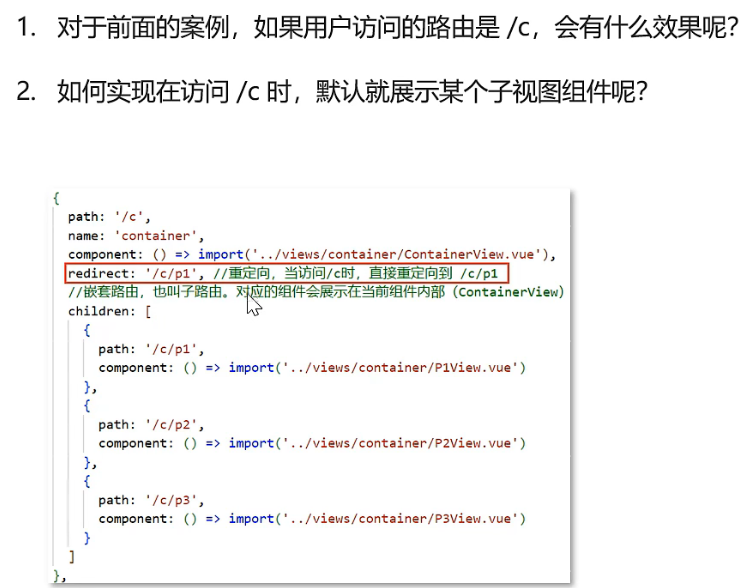 1. 对于前面的案例，如果用户访问的路由是 /c，会有什么效果呢？
2. 如何实现在访问 /c 时，默认就展示某个子视图组件呢？
{
  path: '/c',
  name: 'container',
  component: () => import('../views/container/ContainerView.vue'),
  redirect: '/c/p1', //重定向，当访问/c时，直接重定向到 /c/p1
  //嵌套路由，也叫子路由。对应的组件会展示在当前组件内部（ContainerView）
  children: [
    {
      path: '/c/p1',
      component: () => import('../views/container/P1View.vue')
    },
    {
      path: '/c/p2',
      component: () => import('../views/container/P2View.vue')
    },
    {
      path: '/c/p3',
      component: () => import('../views/container/P3View.vue')
    }
  ]
},